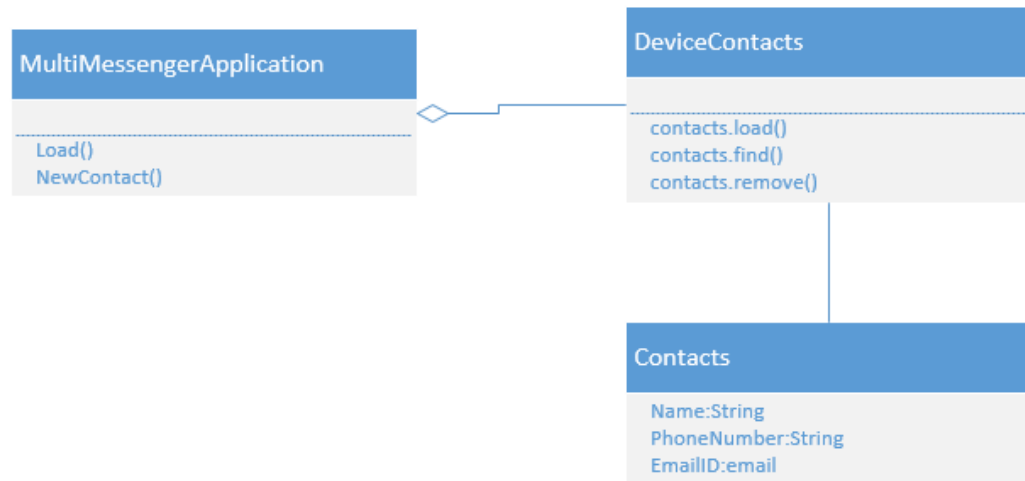 MultiMessengerApplication
Load()
NewContact()
DeviceContacts
contacts.load()
contacts.find()
contacts.remove()
Contacts
Name:String
PhoneNumber:String
EmailID:email